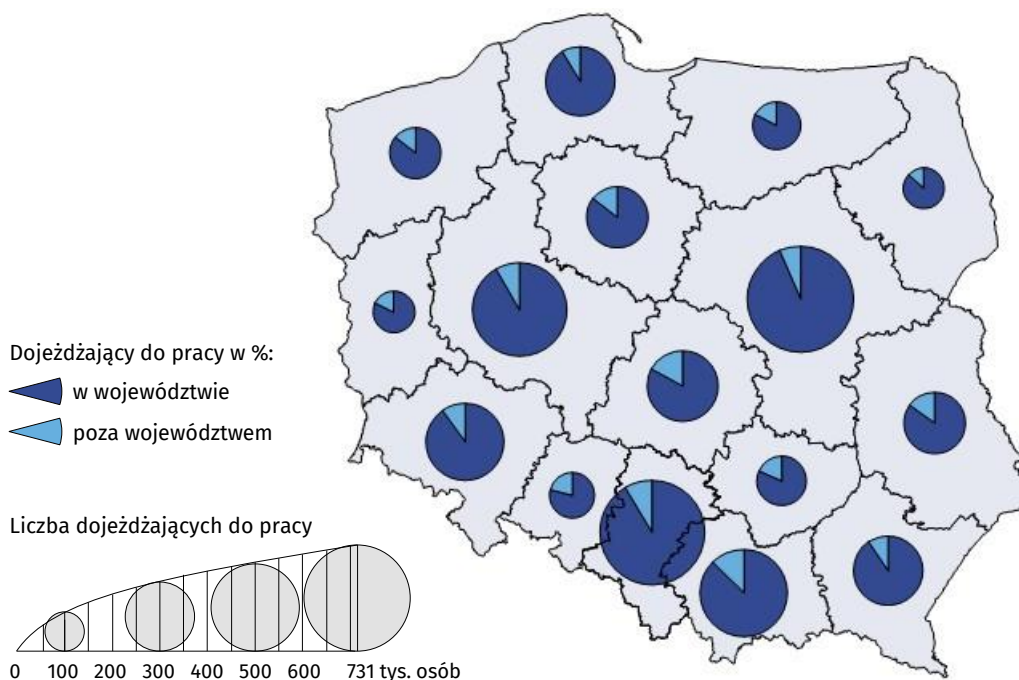 Dojeżdżający do pracy w %:
w województwie
poza województwem
Liczba dojeżdżających do pracy
0 100 200 300 400 500 600 731 tys. osób